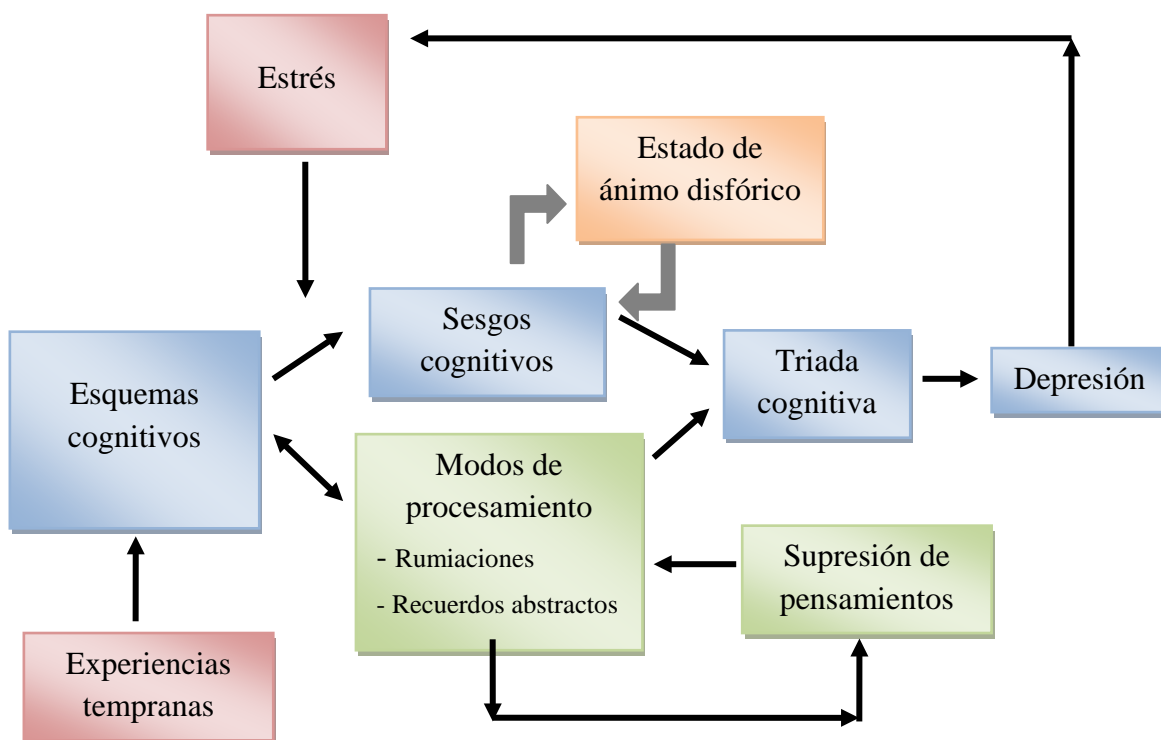 Estrés
Estado de
ánimo disfórico
Sesgos
cognitivos
Triada
cognitiva
Depresión
Esquemas
cognitivos
Modos de
procesamiento
- Rumiaciones
- Recuerdos abstractos
Supresión de
pensamientos
Experiencias
tempranas